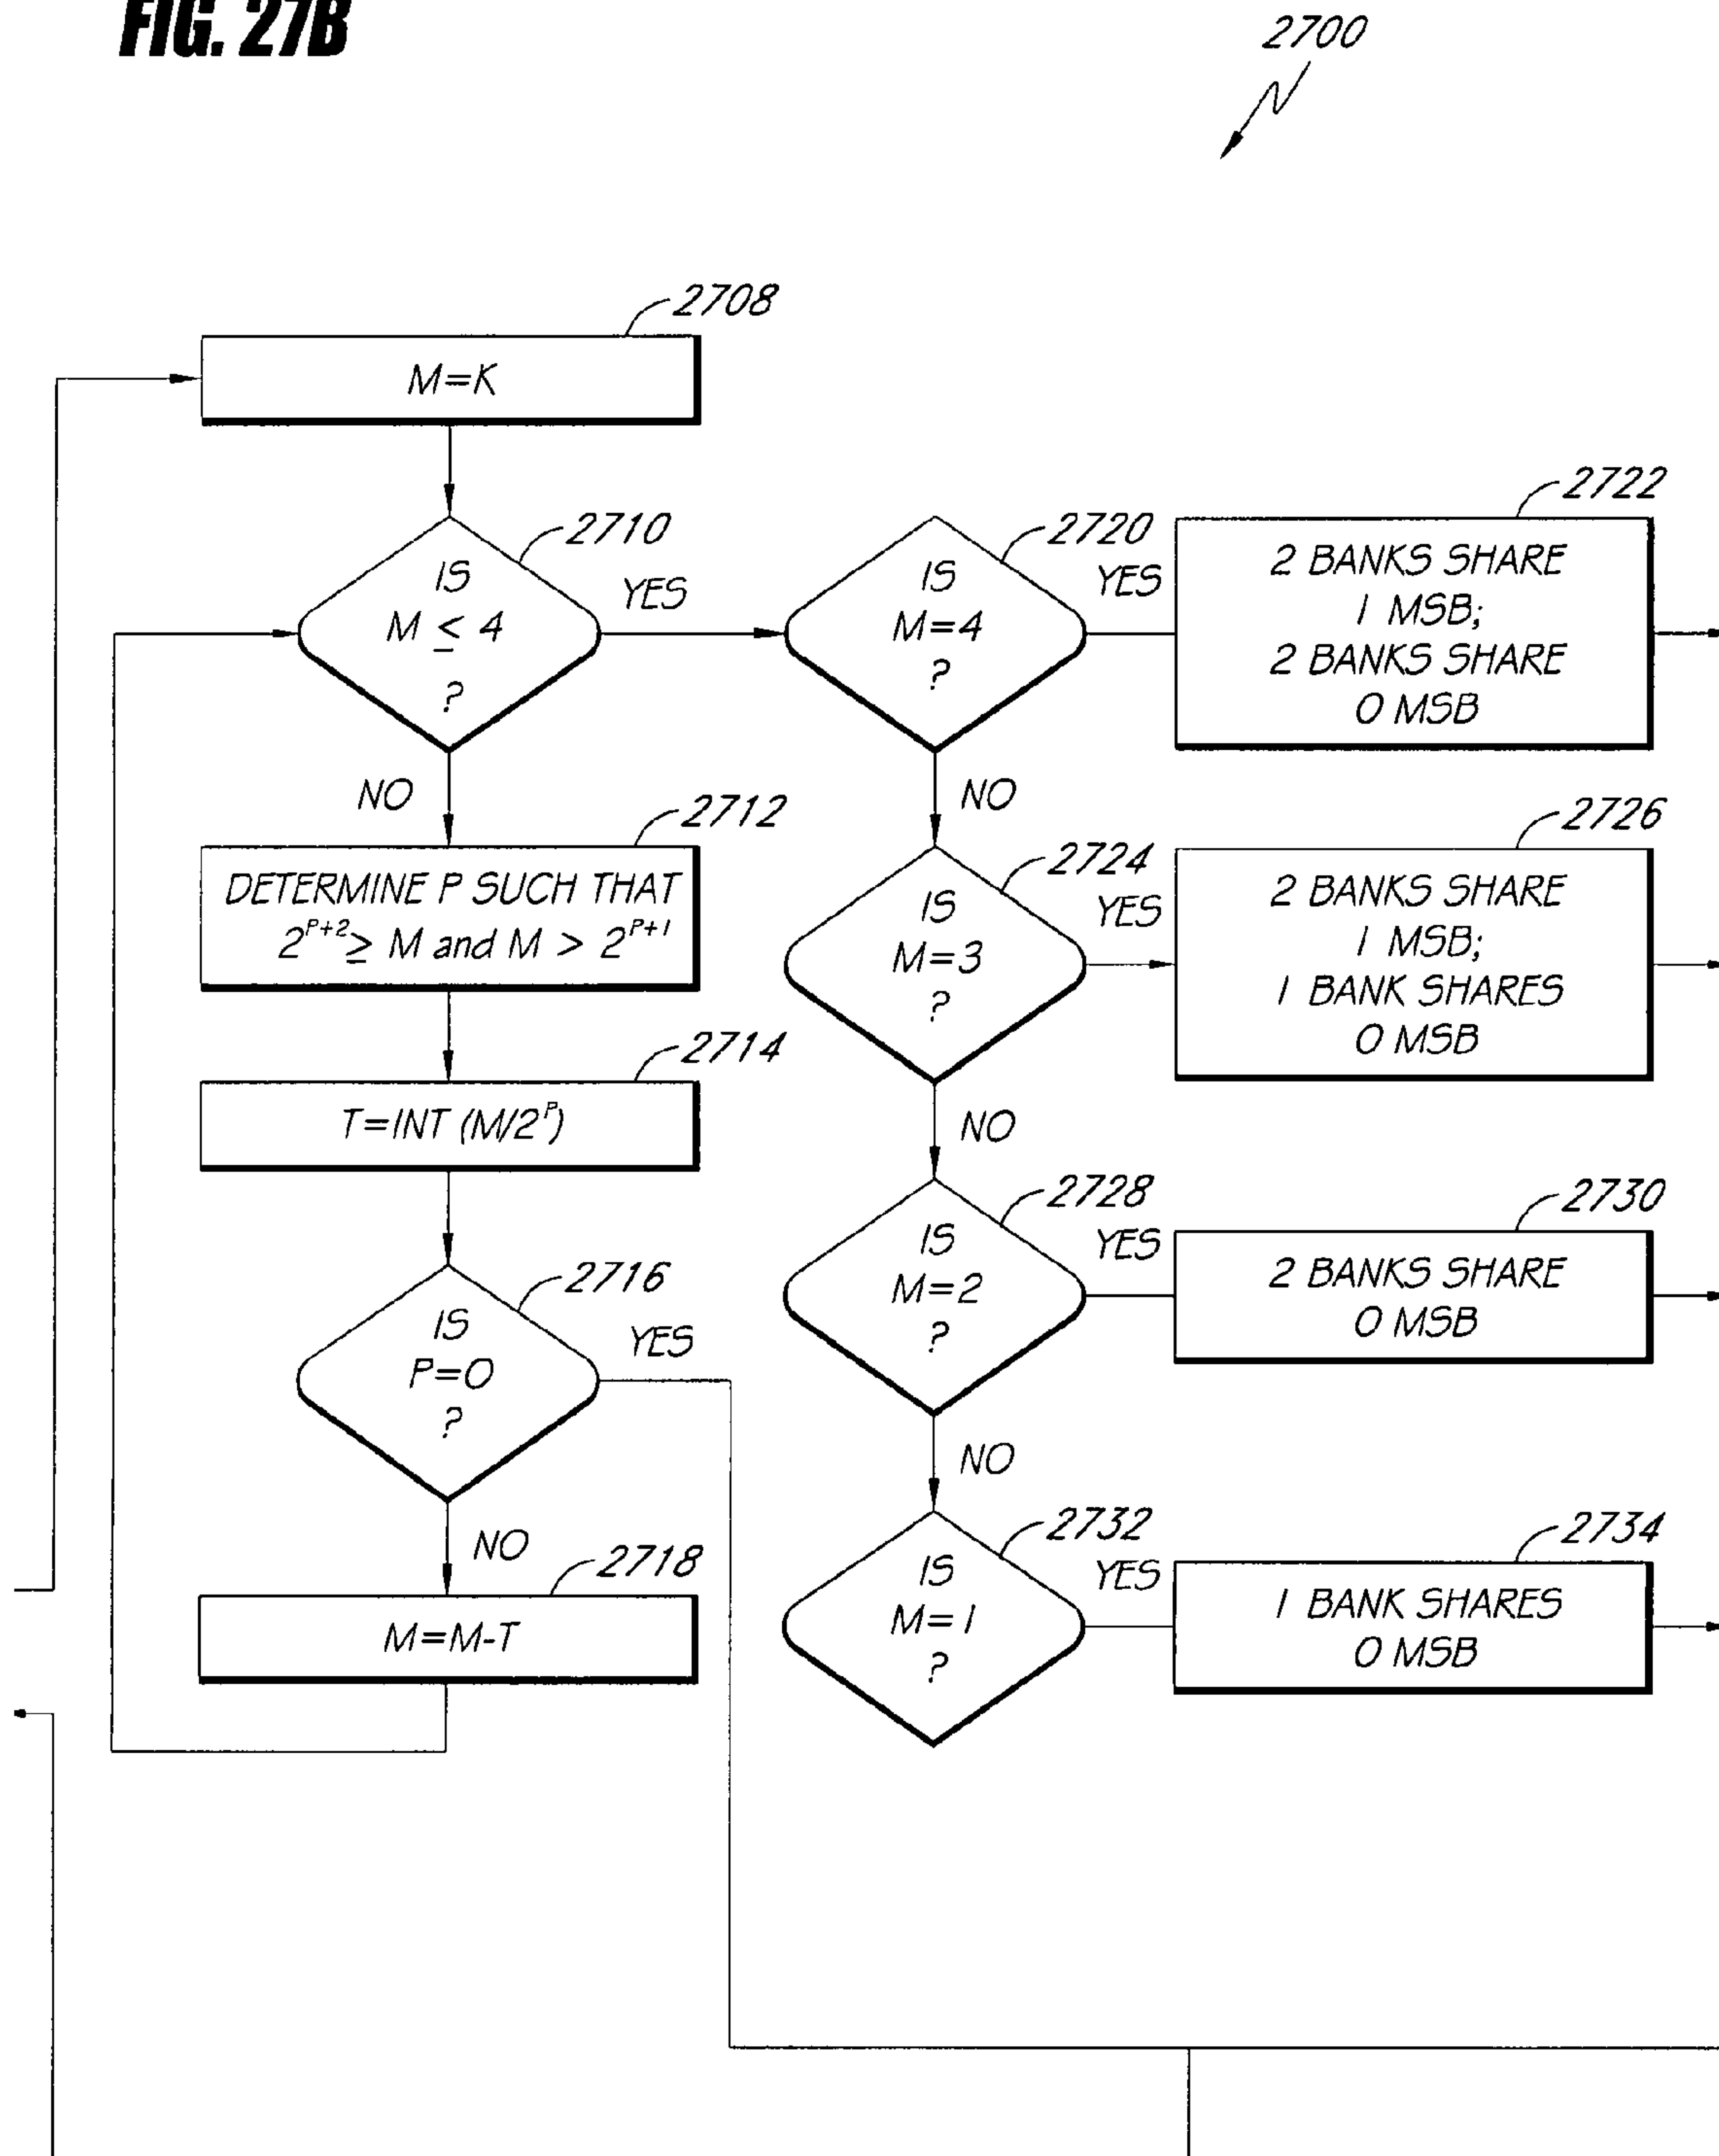 FIG. 27B
2700
2708
M=K
2710
IS
M ≤ 4
?
YES
NO
2712
DETERMINE P SUCH THAT
2^{P+2} ≥ M and M > 2^{P+1}
2714
T=INT (M/2^P)
2716
IS
P=0
?
YES
NO
2718
M=M-T
2720
IS
M=4
?
YES
NO
2722
2 BANKS SHARE
1 MSB;
2 BANKS SHARE
0 MSB
2724
IS
M=3
?
YES
NO
2726
2 BANKS SHARE
1 MSB;
1 BANK SHARES
0 MSB
2728
IS
M=2
?
YES
NO
2730
2 BANKS SHARE
0 MSB
2732
IS
M=1
?
YES
2734
1 BANK SHARES
0 MSB